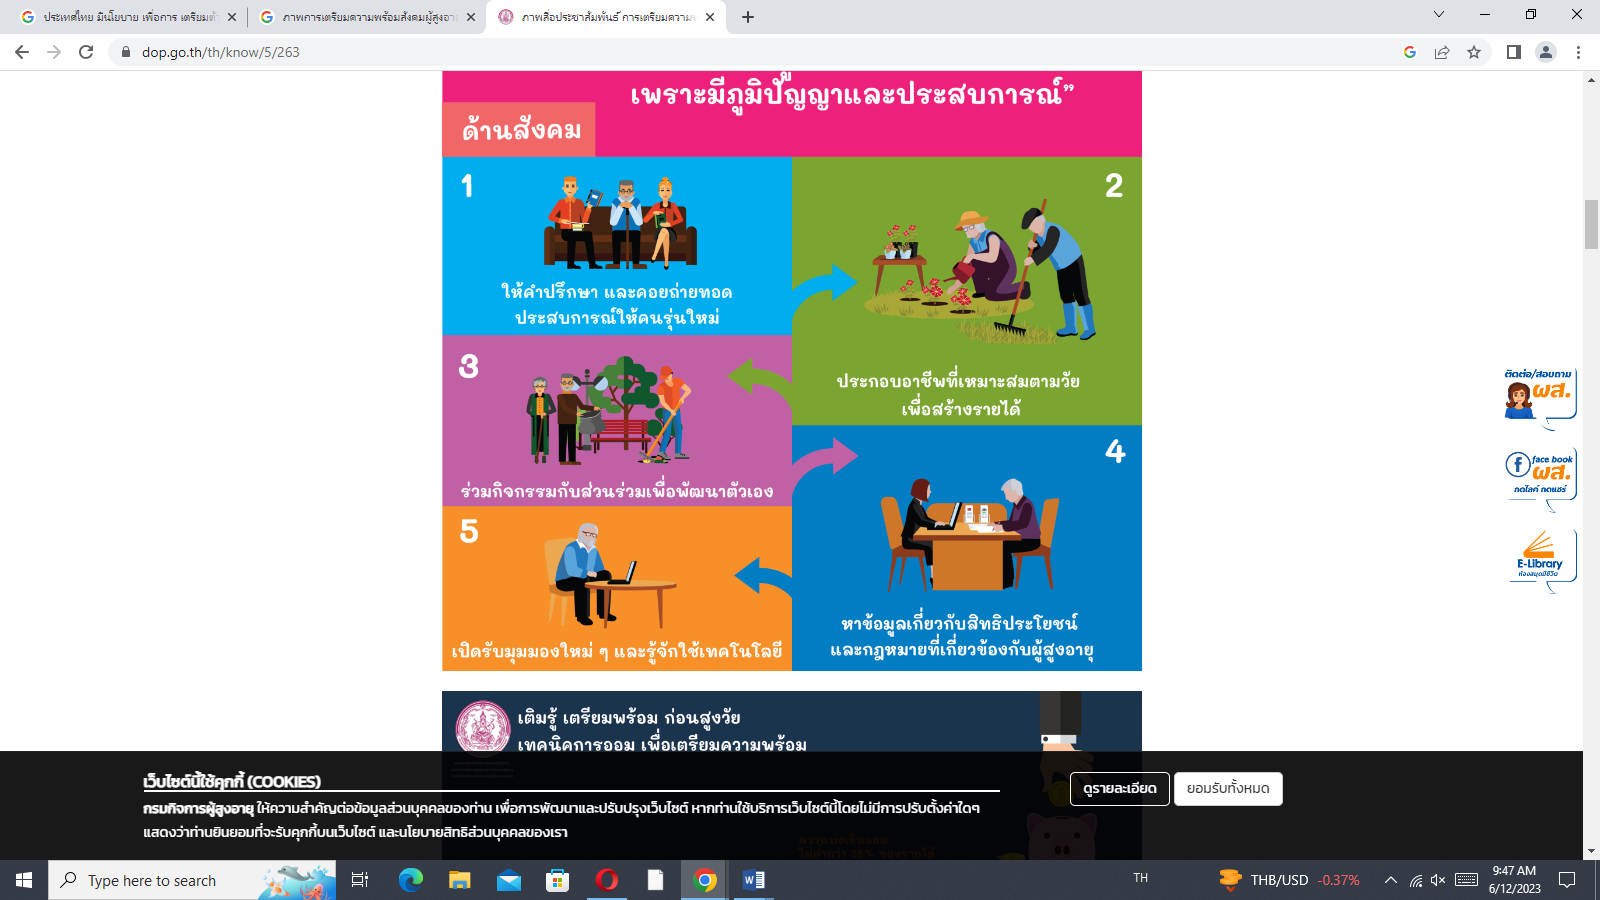 ประเทศไทย มีนโยบาย เพื่อการ เตรียมตั
ภาพการเตรียมความพร้อมสังคมผู้สูงอายุ
ภาพสื่อประชาสัมพันธ์ การเตรียมความพ
dop.go.th/th/know/5/263
เพราะมีภูมิปัญญาและประสบการณ์”
ด้านสังคม
1
ให้คำปรึกษา และคอยถ่ายทอด
ประสบการณ์ให้คนรุ่นใหม่
2
ประกอบอาชีพที่เหมาะสมตามวัย
เพื่อสร้างรายได้
3
ร่วมกิจกรรมกับส่วนร่วมเพื่อพัฒนาตัวเอง
4
หาข้อมูลเกี่ยวกับสิทธิประโยชน์
และกฎหมายที่เกี่ยวข้องกับผู้สูงอายุ
5
เปิดรับมุมมองใหม่ ๆ และรู้จักใช้เทคโนโลยี
ติดต่อ/สอบถาม
ผส.
face book
ผส.
กดไลค์ กดแชร์
E-Library
ห้องสมุดมีชีวิต
เติมรู้ เตรียมพร้อม ก่อนสูงวัย
เทคนิคการออม เพื่อเตรียมความพร้อม
เว็บไซต์นี้ใช้คุกกี้ (COOKIES)
กรมกิจการผู้สูงอายุ ให้ความสำคัญต่อข้อมูลส่วนบุคคลของท่าน เพื่อการพัฒนาและปรับปรุงเว็บไซต์ หากท่านใช้บริการเว็บไซต์นี้โดยไม่มีการปรับตั้งค่าใดๆ
แสดงว่าท่านยินยอมที่จะรับคุกกี้บนเว็บไซต์ และนโยบายสิทธิส่วนบุคคลของเรา
ดูรายละเอียด
ยอมรับทั้งหมด
Type here to search
TH
THB/USD -0.37%
9:47 AM
6/12/2023